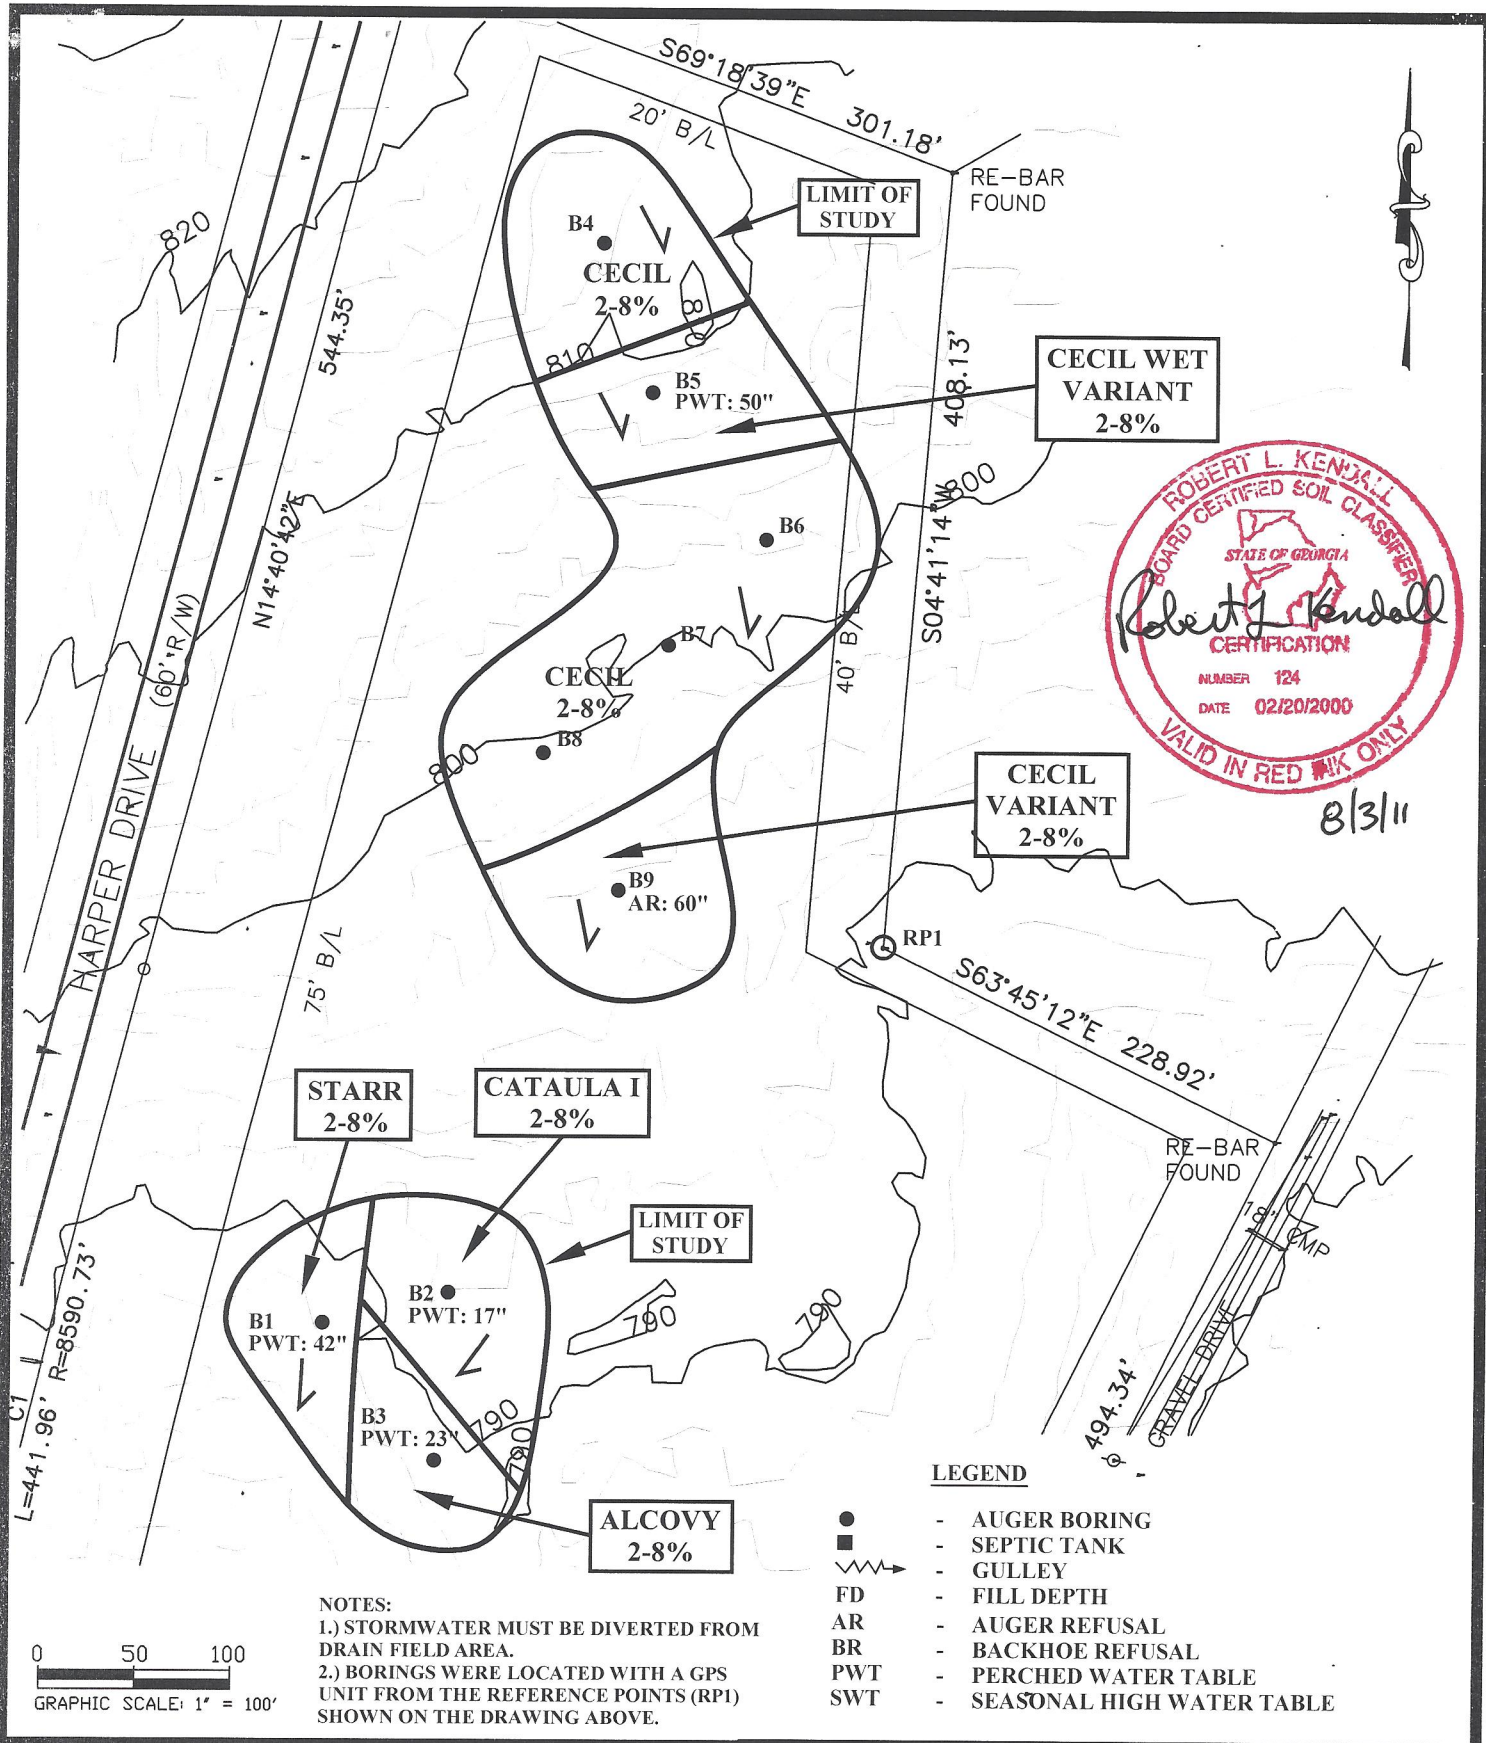 S69°18'39"E 301.18'
20' B/L
RE-BAR
FOUND
LIMIT OF
STUDY
820
B4
CECIL
2-8%
810
810
544.35'
N14°40'42"E
B5
PWT: 50"
CECIL WET
VARIANT
2-8%
408.13'
S04°41'14"W
800
B6
40' B/L
B7
CECIL
2-8%
B8
800
HARPER DRIVE (60' R/W)
75' B/L
CECIL
VARIANT
2-8%
B9
AR: 60"
RP1
S63°45'12"E 228.92'
RE-BAR
FOUND
ROBERT L. KENDALL
BOARD CERTIFIED SOIL CLASSIFIER
STATE OF GEORGIA
Robert L Kendall
CERTIFICATION
NUMBER 124
DATE 02/20/2000
VALID IN RED INK ONLY
8/3/11
STARR
2-8%
CATAULA I
2-8%
LIMIT OF
STUDY
B1
PWT: 42"
B2
PWT: 17"
B3
PWT: 23"
790
790
790
790
ALCOVY
2-8%
18" CMP
GRAVEL DRIVE
494.34'
C1
L=441.96' R=8590.73'
LEGEND
- AUGER BORING
- SEPTIC TANK
- GULLEY
FD - FILL DEPTH
AR - AUGER REFUSAL
BR - BACKHOE REFUSAL
PWT - PERCHED WATER TABLE
SWT - SEASONAL HIGH WATER TABLE
NOTES:
1.) STORMWATER MUST BE DIVERTED FROM
DRAIN FIELD AREA.
2.) BORINGS WERE LOCATED WITH A GPS
UNIT FROM THE REFERENCE POINTS (RP1)
SHOWN ON THE DRAWING ABOVE.
0 50 100
GRAPHIC SCALE: 1" = 100'